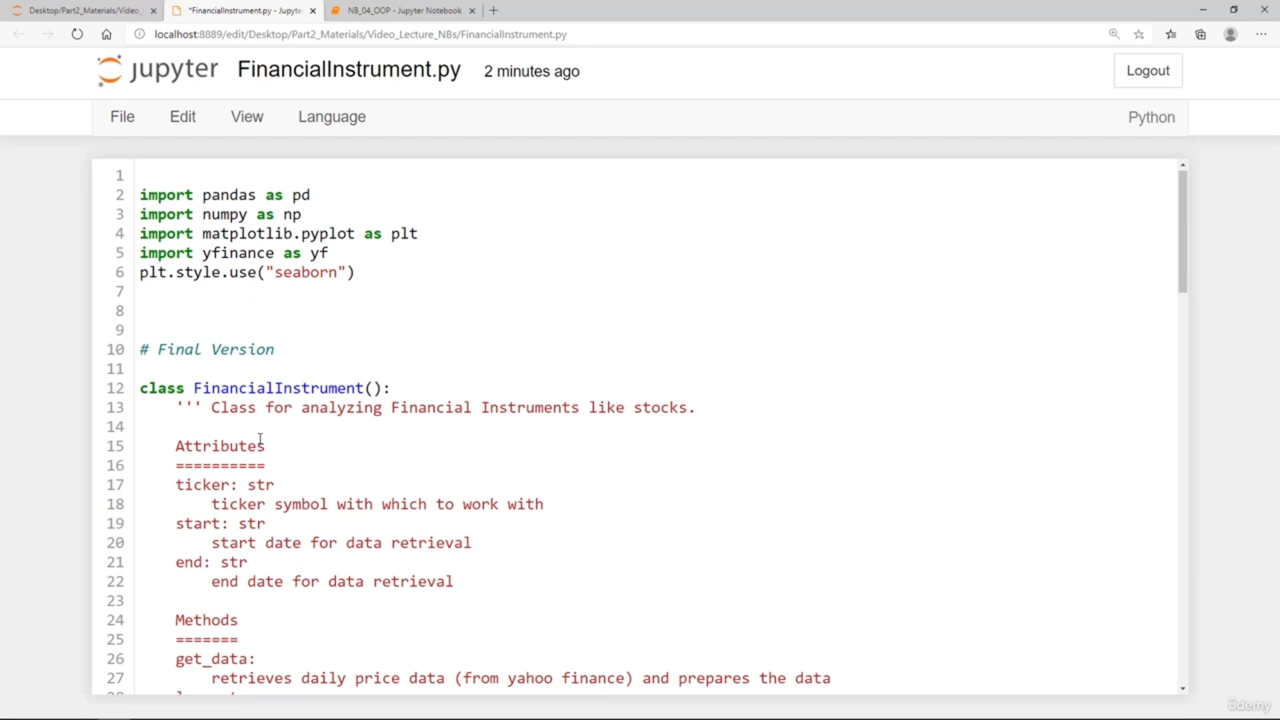 Desktop/Part2_Materials/Video_
*FinancialInstrument.py - Jupyte
NB_04_OOP - Jupyter Notebook
localhost:8889/edit/Desktop/Part2_Materials/Video_Lecture_NBs/FinancialInstrument.py
jupyter FinancialInstrument.py 2 minutes ago
Logout
File Edit View Language Python
1
2 import pandas as pd
3 import numpy as np
4 import matplotlib.pyplot as plt
5 import yfinance as yf
6 plt.style.use("seaborn")
7
8
9
10 # Final Version
11
12 class FinancialInstrument():
13 ''' Class for analyzing Financial Instruments like stocks.
14
15 Attributes
16 ==========
17 ticker: str
18 ticker symbol with which to work with
19 start: str
20 start date for data retrieval
21 end: str
22 end date for data retrieval
23
24 Methods
25 =======
26 get_data:
27 retrieves daily price data (from yahoo finance) and prepares the data
ûdemy